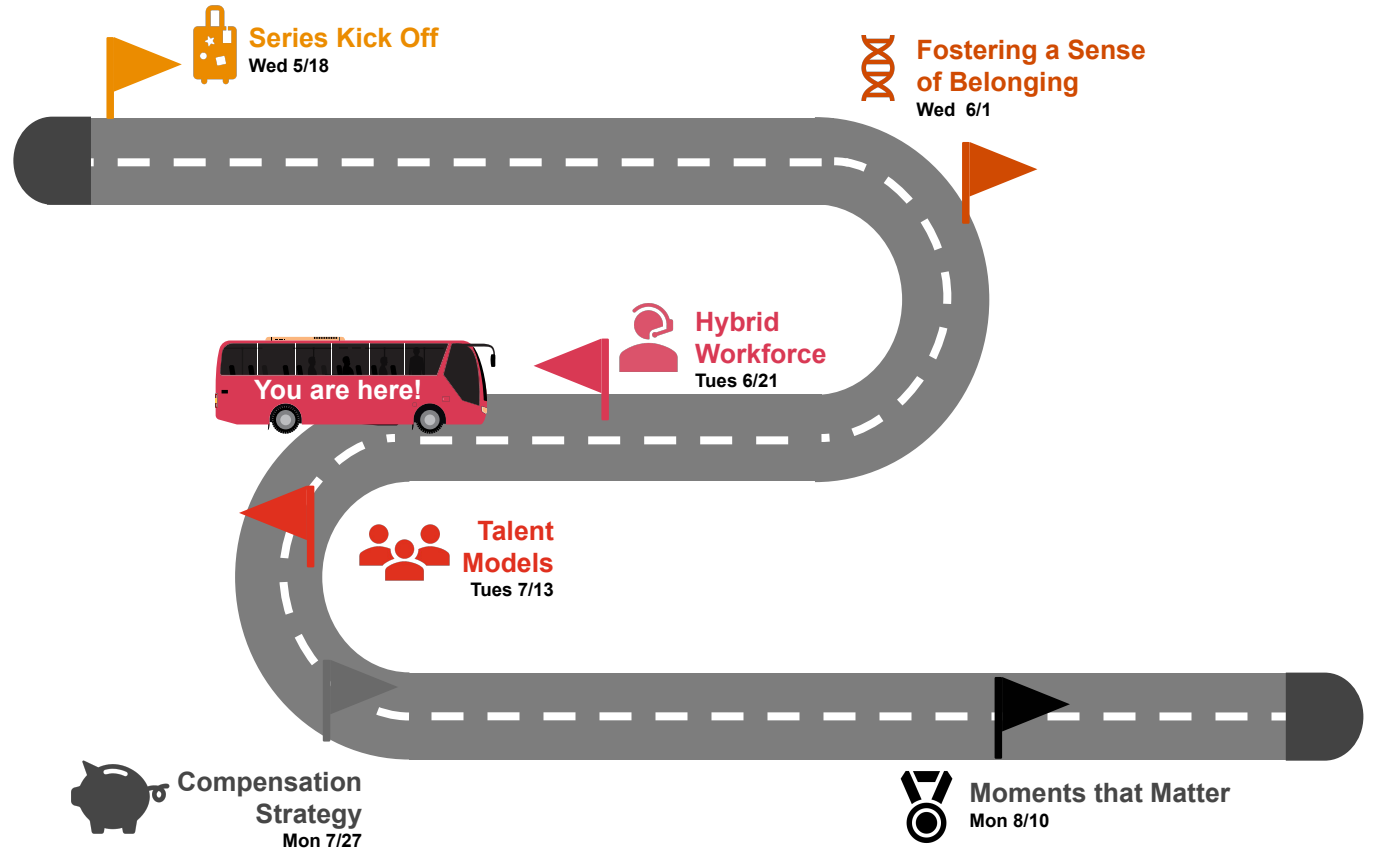 Series Kick Off
Wed 5/18
Fostering a Sense
of Belonging
Wed 6/1
Hybrid
Workforce
Tues 6/21
You are here!
Talent
Models
Tues 7/13
Compensation
Strategy
Mon 7/27
Moments that Matter
Mon 8/10